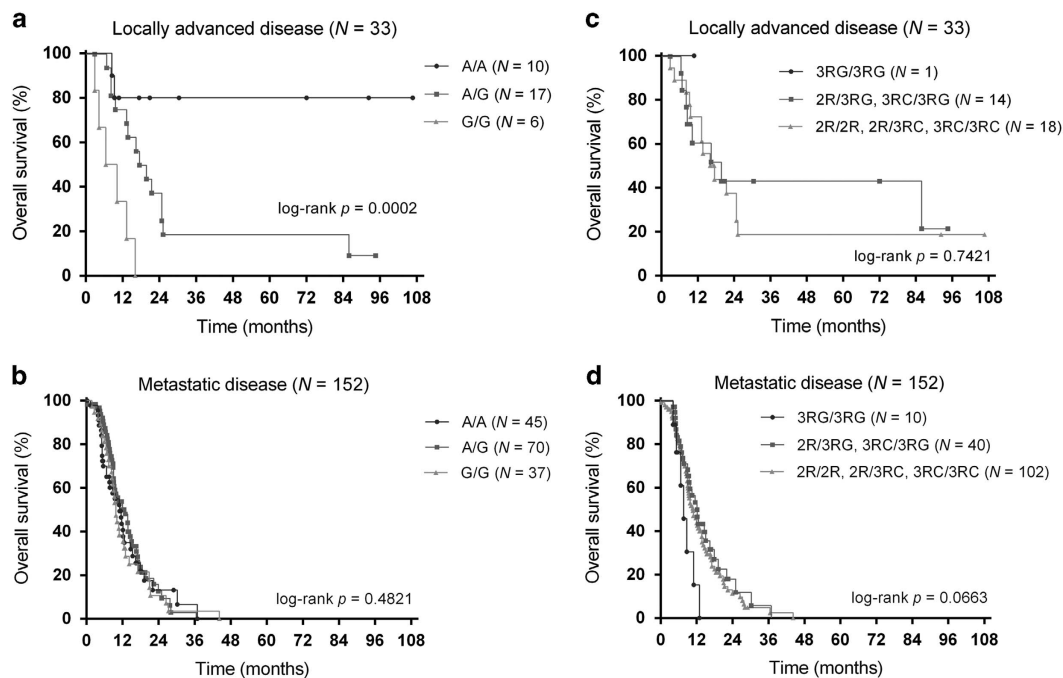 a
Locally advanced disease (N = 33)
Overall survival (%)
100
80
60
40
20
0
A/A (N = 10)
A/G (N = 17)
G/G (N = 6)
log-rank p = 0.0002
0 12 24 36 48 60 72 84 96 108
Time (months)
c
Locally advanced disease (N = 33)
Overall survival (%)
100
80
60
40
20
0
3RG/3RG (N = 1)
2R/3RG, 3RC/3RG (N = 14)
2R/2R, 2R/3RC, 3RC/3RC (N = 18)
log-rank p = 0.7421
0 12 24 36 48 60 72 84 96 108
Time (months)
b
Metastatic disease (N = 152)
Overall survival (%)
100
80
60
40
20
0
A/A (N = 45)
A/G (N = 70)
G/G (N = 37)
log-rank p = 0.4821
0 12 24 36 48 60 72 84 96 108
Time (months)
d
Metastatic disease (N = 152)
Overall survival (%)
100
80
60
40
20
0
3RG/3RG (N = 10)
2R/3RG, 3RC/3RG (N = 40)
2R/2R, 2R/3RC, 3RC/3RC (N = 102)
log-rank p = 0.0663
0 12 24 36 48 60 72 84 96 108
Time (months)